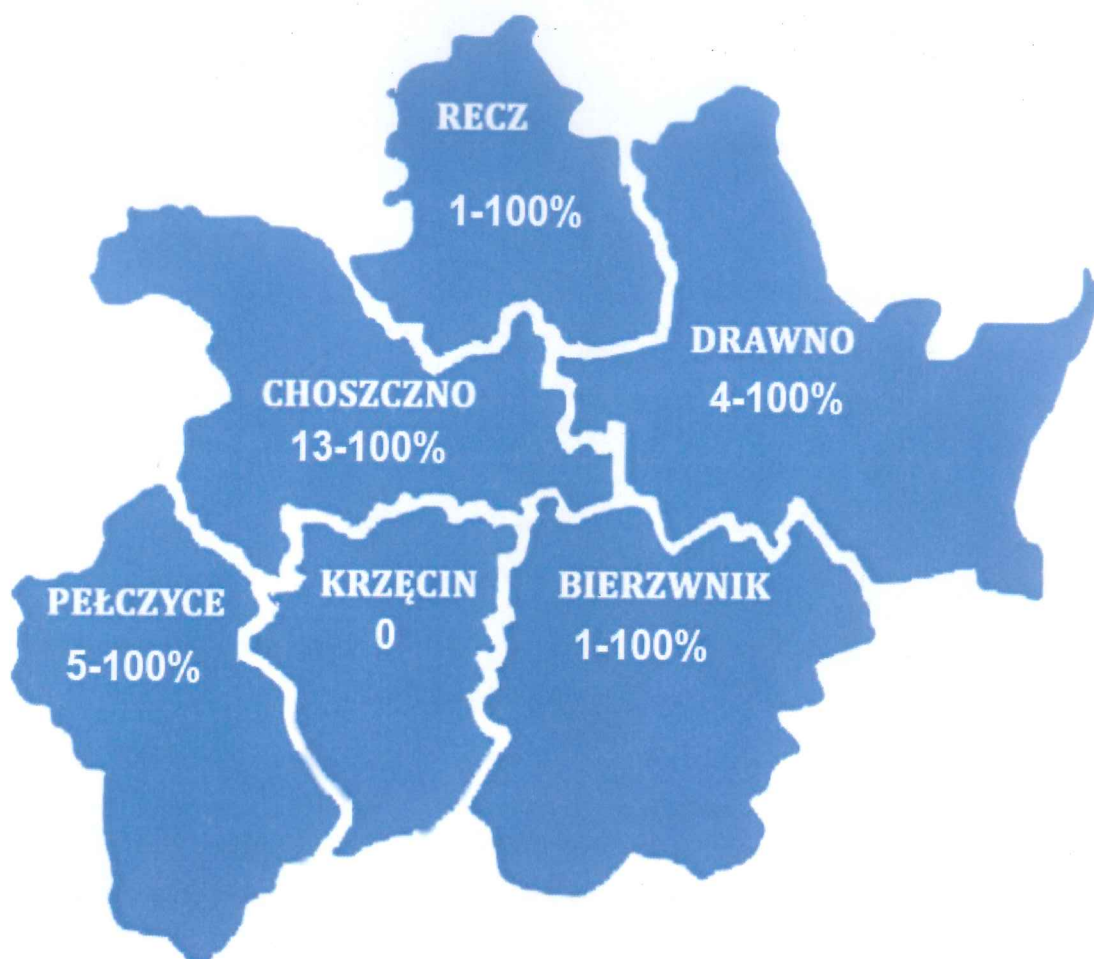 RECZ
1-100%
DRAWNO
4-100%
CHOSZCZNO
13-100%
PEŁCZYCE
5-100%
KRZĘCIN
0
BIERZWNIK
1-100%